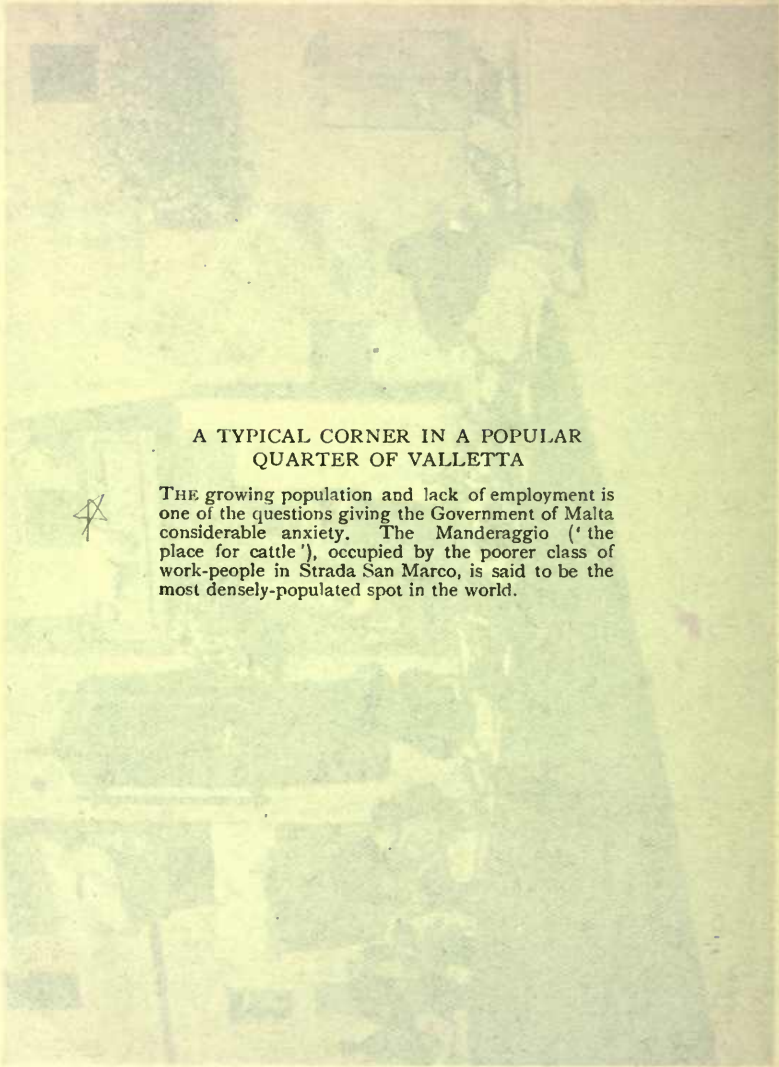 A TYPICAL CORNER IN A POPULAR
QUARTER OF VALLETTA
THE growing population and lack of employment is
one of the questions giving the Government of Malta
considerable anxiety. The Manderaggio (‘ the
place for cattle ’), occupied by the poorer class of
work-people in Strada San Marco, is said to be the
most densely-populated spot in the world.